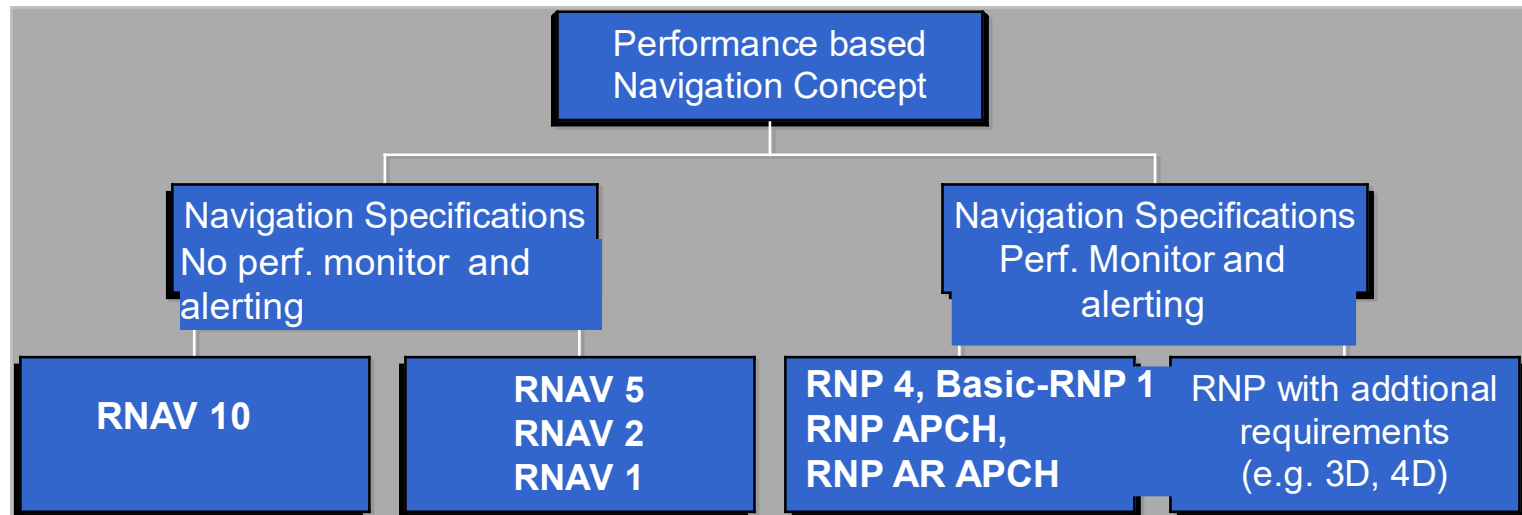 Performance based
Navigation Concept
Navigation Specifications
No perf. monitor and
alerting
Navigation Specifications
Perf. Monitor and
alerting
RNAV 10
RNAV 5
RNAV 2
RNAV 1
RNP 4, Basic-RNP 1
RNP APCH,
RNP AR APCH
RNP with addtional
requirements
(e.g. 3D, 4D)